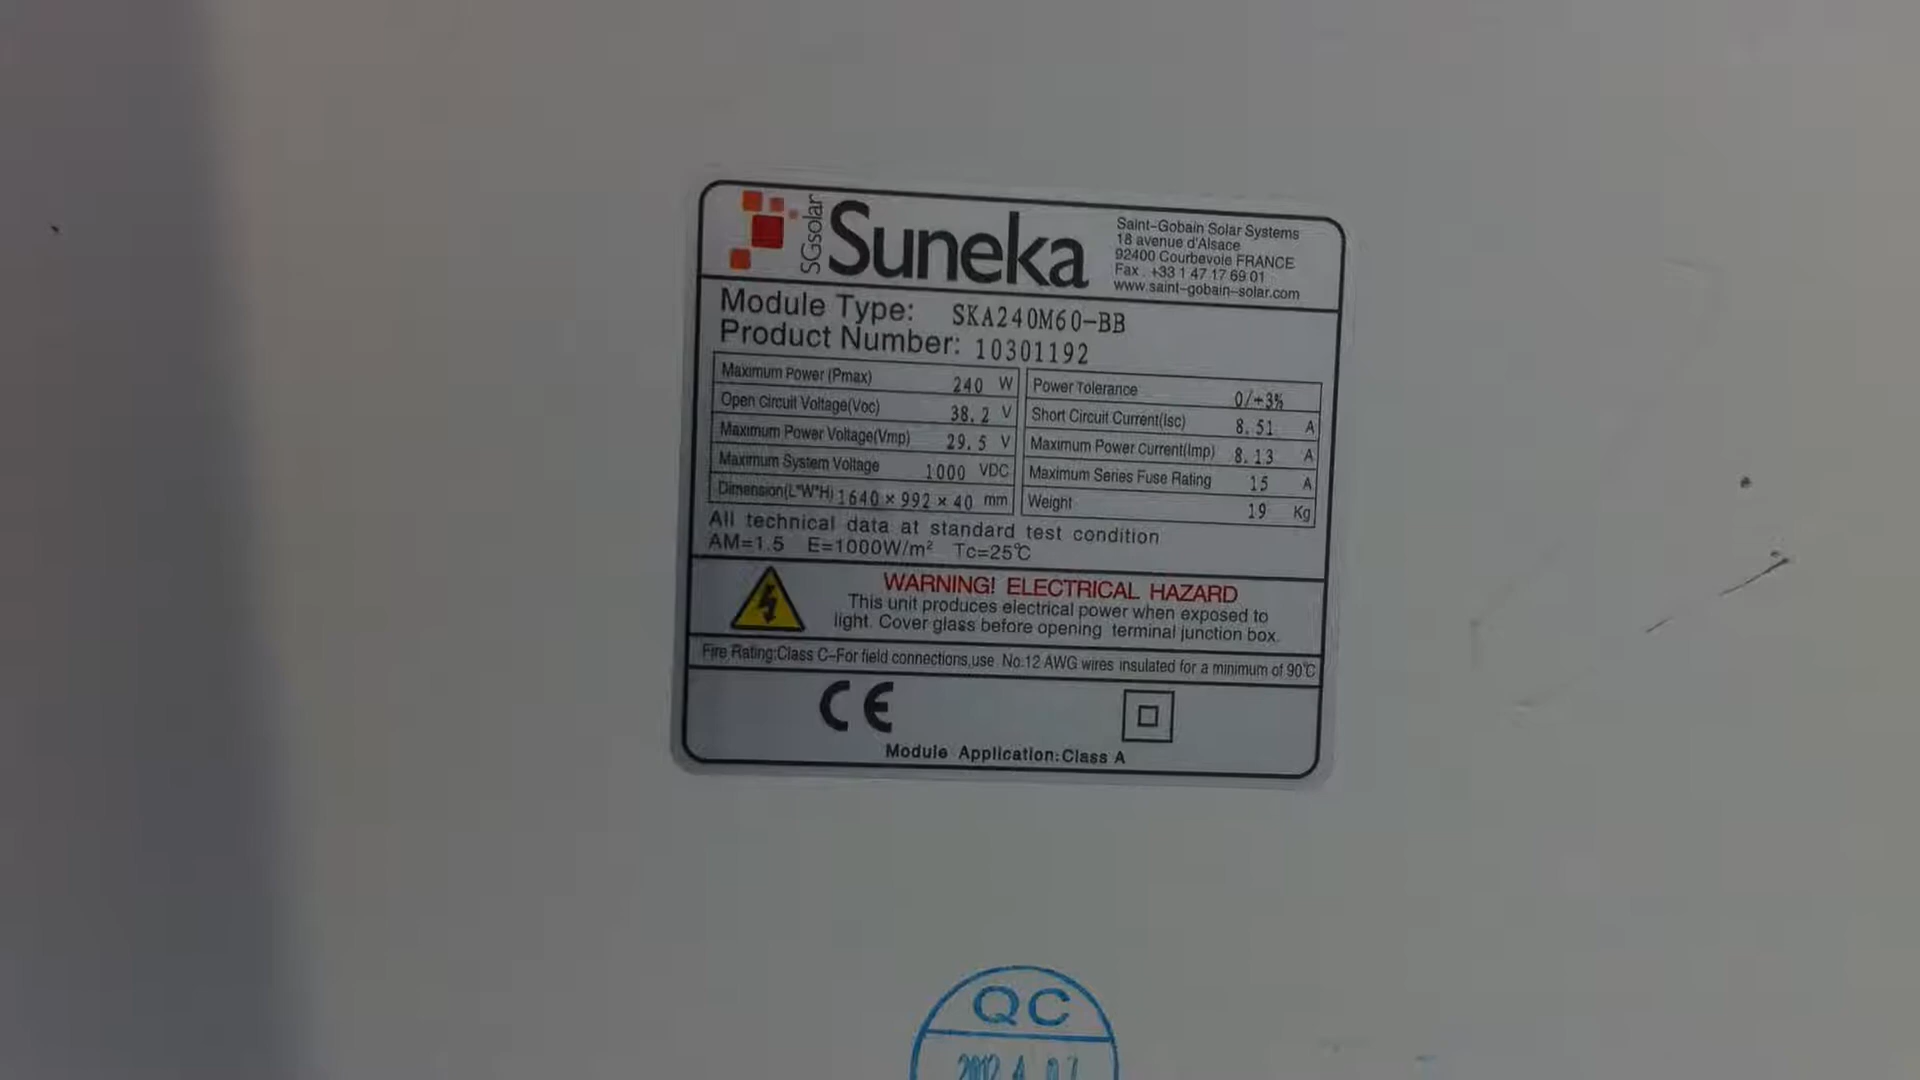 SGsolar
Suneka
Saint-Gobain Solar Systems
18 avenue d'Alsace
92400 Courbevoie FRANCE
Fax . +33 1 47 17 69 01
www.saint-gobain-solar.com
Module Type: SKA240M60-BB
Product Number: 10301192
Maximum Power (Pmax) 240 W
Open Circuit Voltage(Voc) 38.2 V
Maximum Power Voltage(Vmp) 29.5 V
Maximum System Voltage 1000 VDC
Dimension(L*W*H) 1640 × 992 × 40 mm
Power Tolerance 0/+3%
Short Circuit Current(Isc) 8.51 A
Maximum Power Current(Imp) 8.13 A
Maximum Series Fuse Rating 15 A
Weight 19 Kg
All technical data at standard test condition
AM=1.5 E=1000W/m² Tc=25℃
WARNING! ELECTRICAL HAZARD
This unit produces electrical power when exposed to
light. Cover glass before opening terminal junction box.
Fire Rating:Class C-For field connections,use No.12 AWG wires insulated for a minimum of 90℃
CE
Module Application:Class A
QC